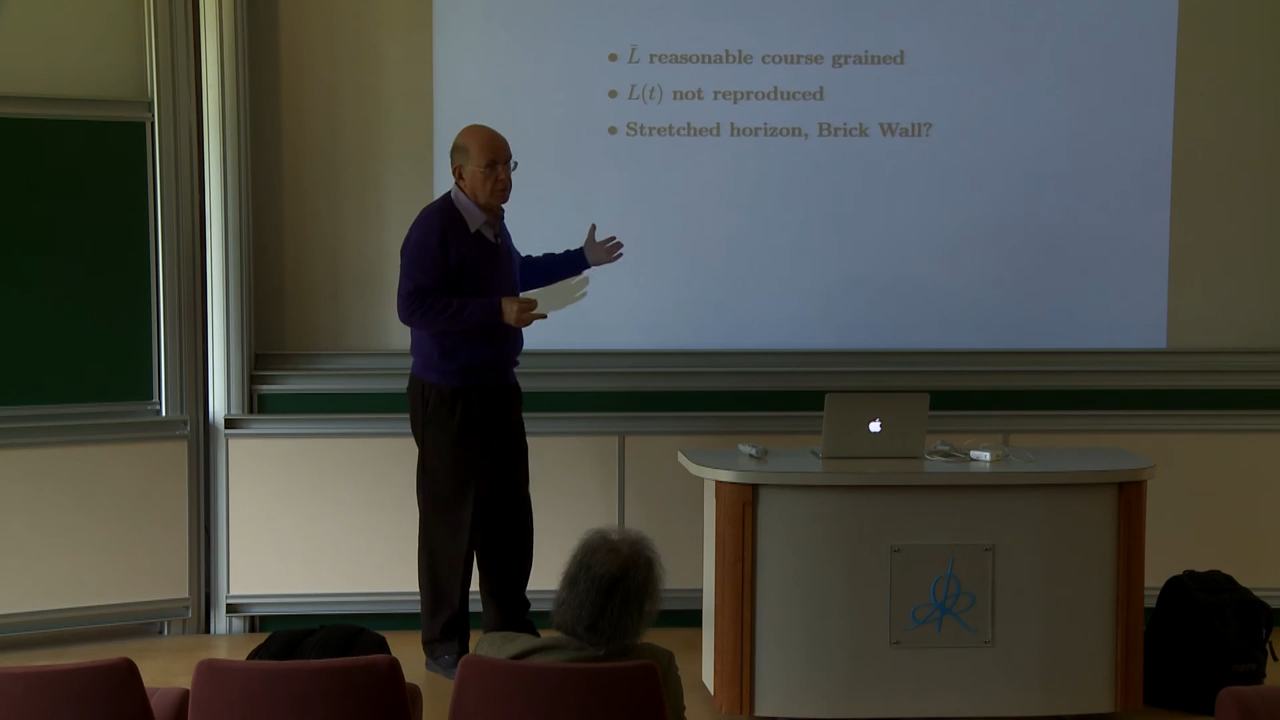 • L̄ reasonable course grained
• L(t) not reproduced
• Stretched horizon, Brick Wall?